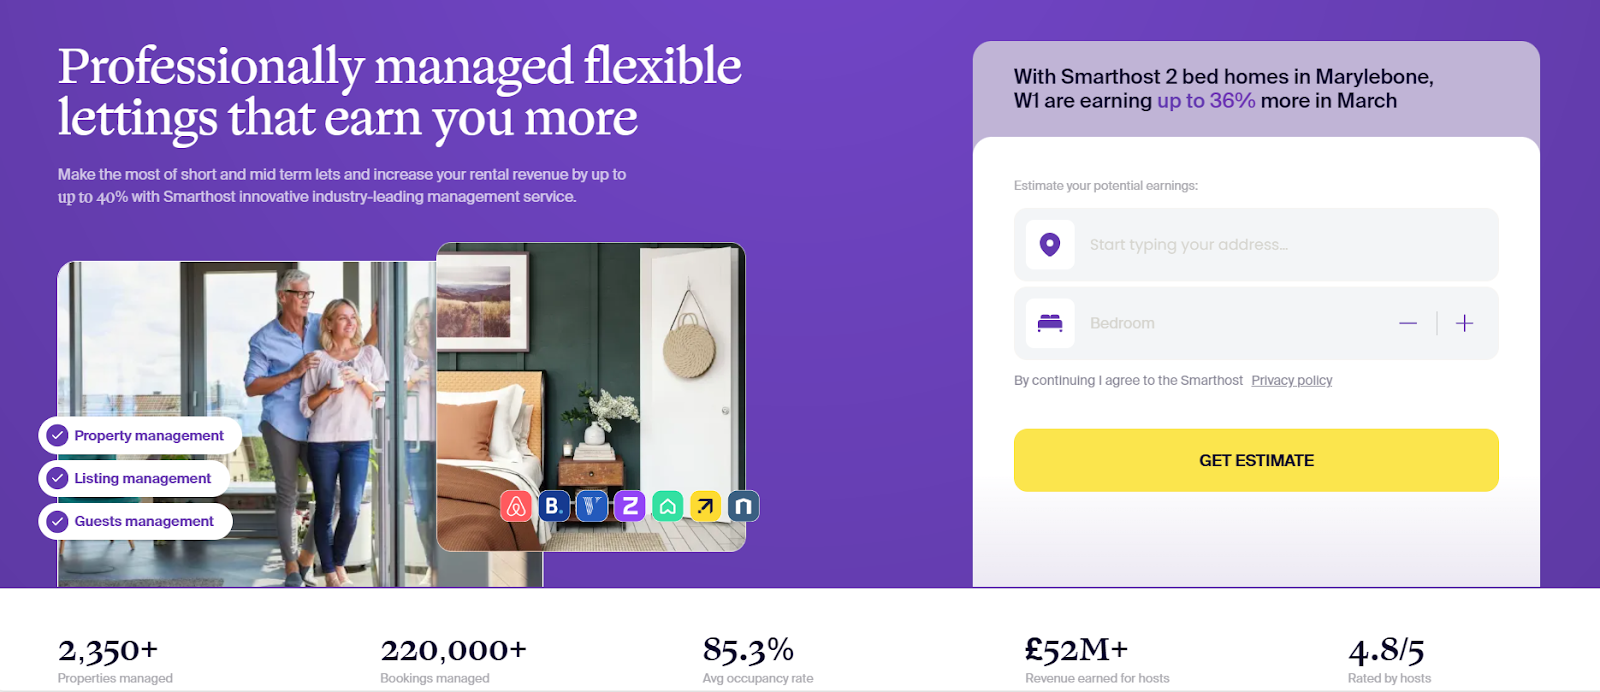 Professionally managed flexible
lettings that earn you more
Make the most of short and mid term lets and increase your rental revenue by up to
up to 40% with Smarthost innovative industry-leading management service.
Property management
Listing management
Guests management
B.
With Smarthost 2 bed homes in Marylebone,
W1 are earning up to 36% more in March
Estimate your potential earnings:
Start typing your address...
Bedroom
By continuing I agree to the Smarthost Privacy policy
GET ESTIMATE
2,350+
Properties managed
220,000+
Bookings managed
85.3%
Avg occupancy rate
£52M+
Revenue earned for hosts
4.8/5
Rated by hosts